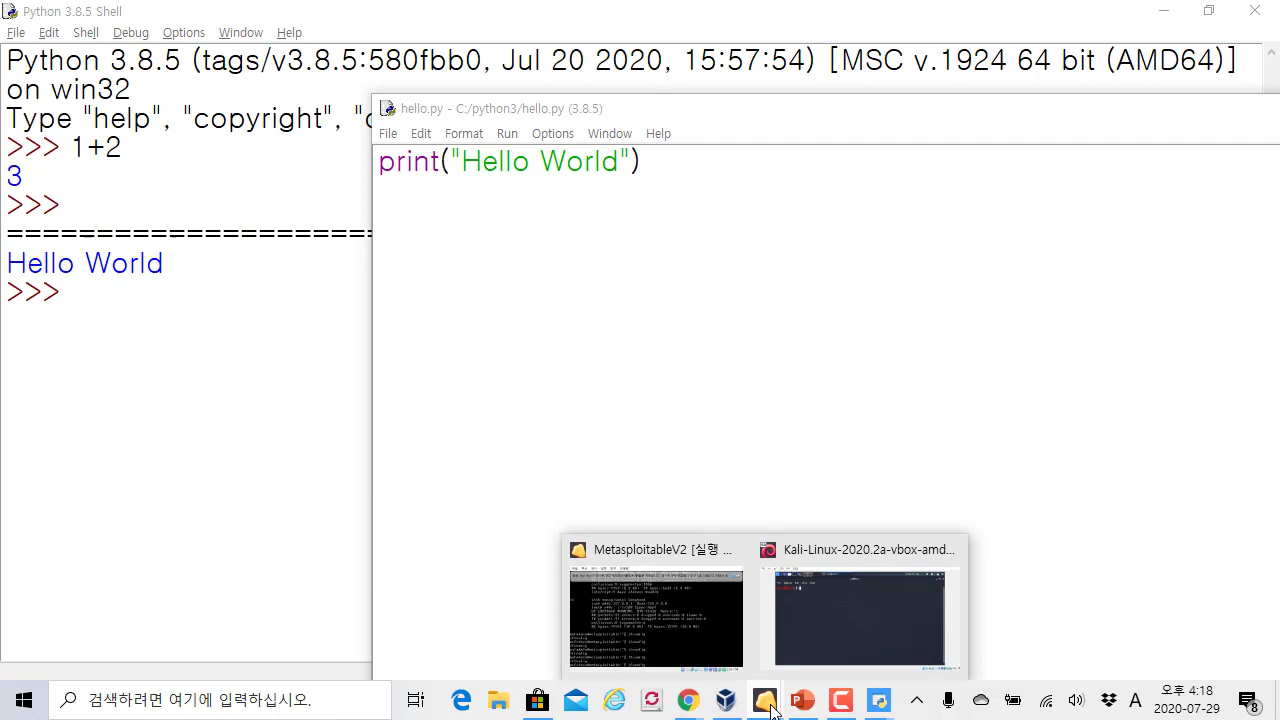 Python 3.8.5 Shell
File Edit Shell Debug Options Window Help
Python 3.8.5 (tags/v3.8.5:580fbb0, Jul 20 2020, 15:57:54) [MSC v.1924 64 bit (AMD64)]
on win32
Type "help", "copyright", "c
>>> 1+2
3
>>>
======================
Hello World
>>>
hello.py - C:/python3/hello.py (3.8.5)
File Edit Format Run Options Window Help
print("Hello World")
MetasploitableV2 [실행 ...
Kali-Linux-2020.2a-vbox-amd...
검색하려면 여기에 입력하십시오.
A
오후 4:18
2020-07-29
8